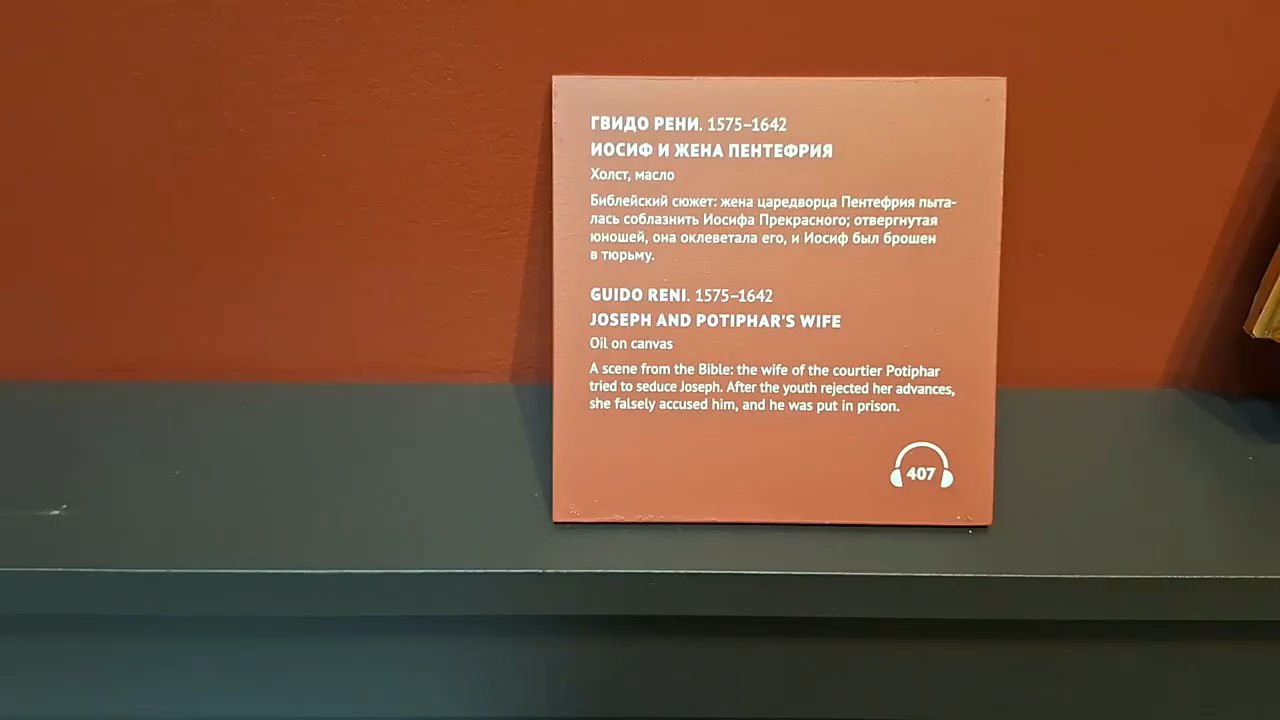 ГВИДО РЕНИ. 1575–1642
ИОСИФ И ЖЕНА ПЕНТЕФРИЯ
Холст, масло
Библейский сюжет: жена царедворца Пентефрия пыта-
лась соблазнить Иосифа Прекрасного; отвергнутая
юношей, она оклеветала его, и Иосиф был брошен
в тюрьму.
GUIDO RENI. 1575–1642
JOSEPH AND POTIPHAR'S WIFE
Oil on canvas
A scene from the Bible: the wife of the courtier Potiphar
tried to seduce Joseph. After the youth rejected her advances,
she falsely accused him, and he was put in prison.
407